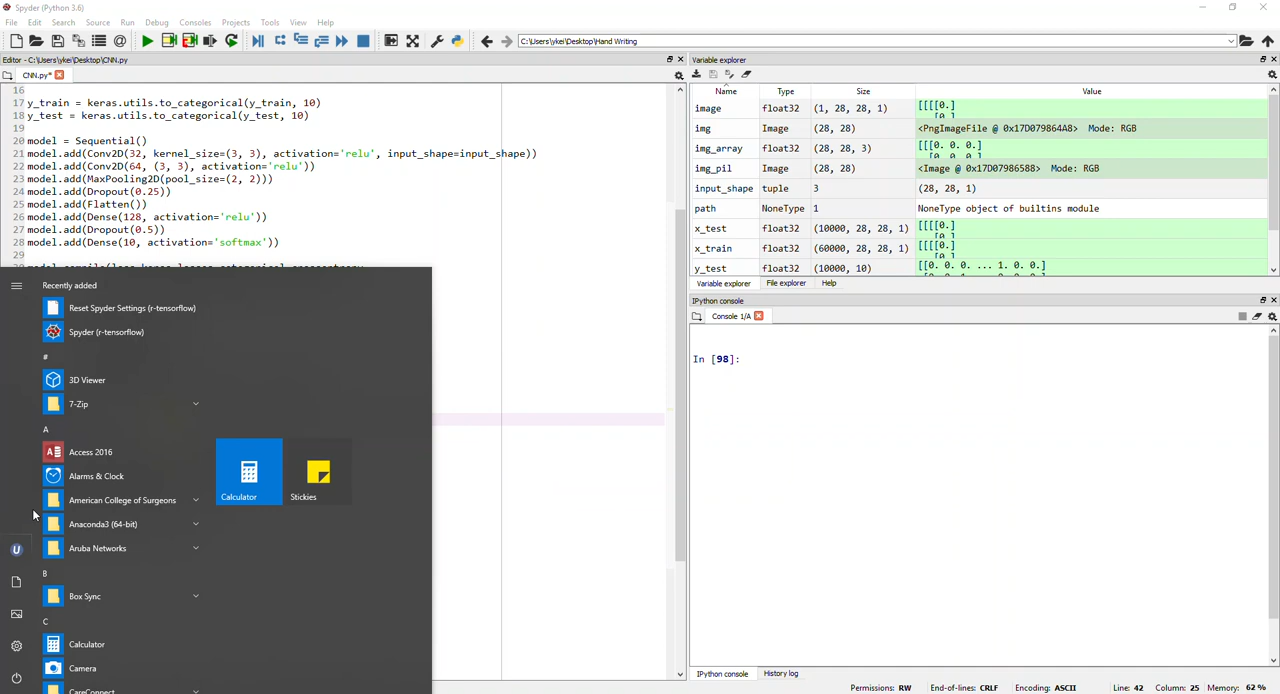 Spyder (Python 3.6)
File Edit Search Source Run Debug Consoles Projects Tools View Help
C:\Users\ykei\Desktop\Hand Writing
Editor - C:\Users\ykei\Desktop\CNN.py
CNN.py*
16
17 y_train = keras.utils.to_categorical(y_train, 10)
18 y_test = keras.utils.to_categorical(y_test, 10)
19
20 model = Sequential()
21 model.add(Conv2D(32, kernel_size=(3, 3), activation='relu', input_shape=input_shape))
22 model.add(Conv2D(64, (3, 3), activation='relu'))
23 model.add(MaxPooling2D(pool_size=(2, 2)))
24 model.add(Dropout(0.25))
25 model.add(Flatten())
26 model.add(Dense(128, activation='relu'))
27 model.add(Dropout(0.5))
28 model.add(Dense(10, activation='softmax'))
29
Recently added
Reset Spyder Settings (r-tensorflow)
Spyder (r-tensorflow)
#
3D Viewer
7-Zip
A
Access 2016
Alarms & Clock
American College of Surgeons
Anaconda3 (64-bit)
Aruba Networks
B
Box Sync
C
Calculator
Camera
CareConnect
U
Calculator
Stickies
Variable explorer
Name Type Size Value
image float32 (1, 28, 28, 1) [[[[0.]
[0.]
img Image (28, 28) <PngImageFile @ 0x17D079864A8> Mode: RGB
img_array float32 (28, 28, 3) [[[0. 0. 0.]
[0. 0. 0.]
img_pil Image (28, 28) <Image @ 0x17D07986588> Mode: RGB
input_shape tuple 3 (28, 28, 1)
path NoneType 1 NoneType object of builtins module
x_test float32 (10000, 28, 28, 1) [[[[0.]
[0.]
x_train float32 (60000, 28, 28, 1) [[[[0.]
[0.]
y_test float32 (10000, 10) [[0. 0. 0. ... 1. 0. 0.]
Variable explorer File explorer Help
IPython console
Console 1/A
In [98]:
IPython console History log
Permissions: RW End-of-lines: CRLF Encoding: ASCII Line: 42 Column: 25 Memory: 62 %